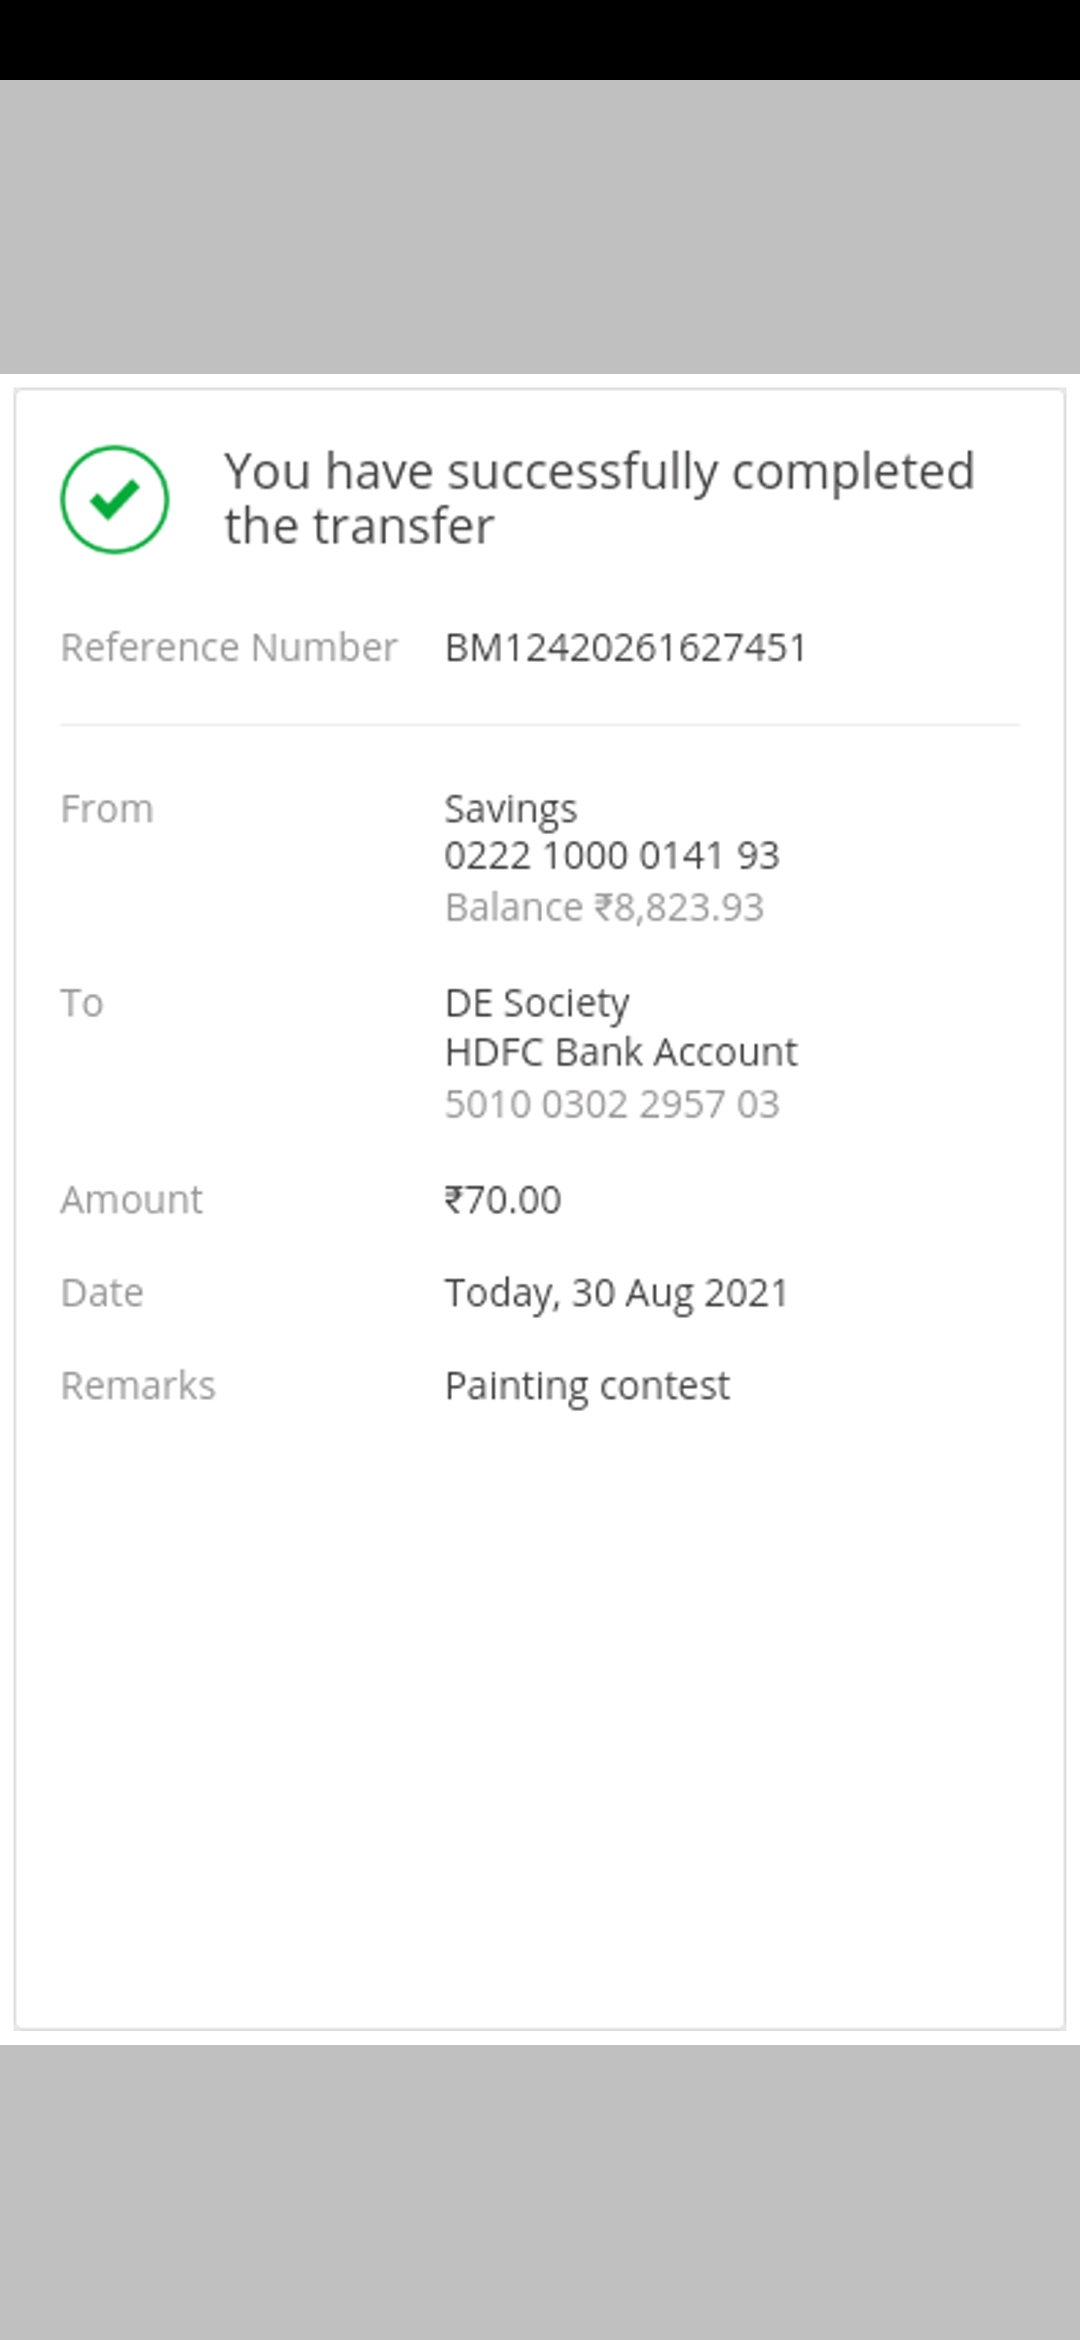 You have successfully completed
the transfer
Reference Number BM12420261627451
From Savings
0222 1000 0141 93
Balance ₹8,823.93
To DE Society
HDFC Bank Account
5010 0302 2957 03
Amount ₹70.00
Date Today, 30 Aug 2021
Remarks Painting contest